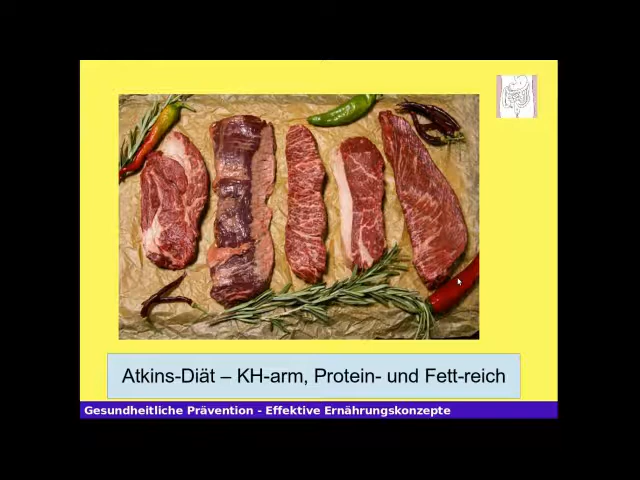 Atkins-Diät – KH-arm, Protein- und Fett-reich
Gesundheitliche Prävention - Effektive Ernährungskonzepte